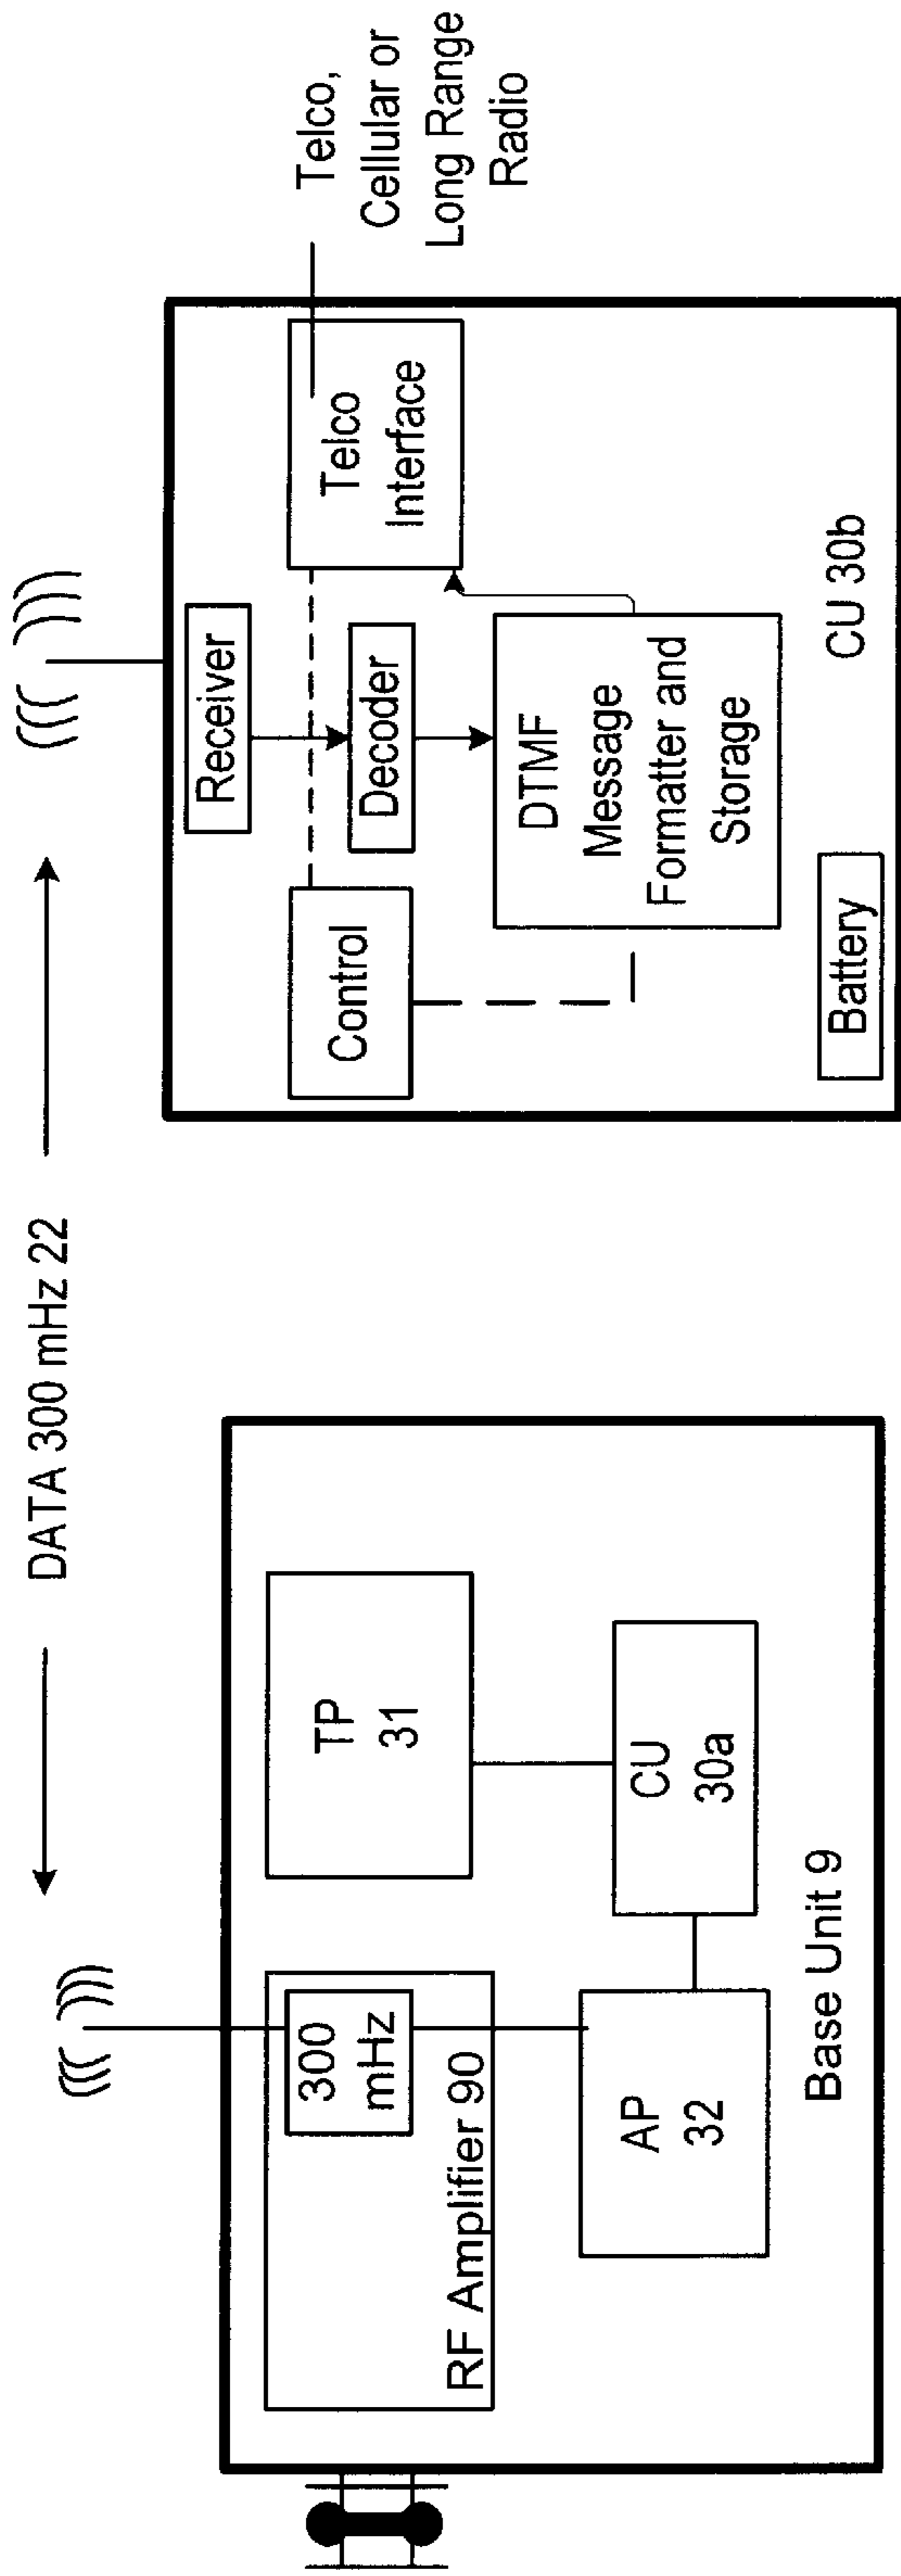 DATA 300 mHz 22
300
mHz
RF Amplifier 90
TP
31
AP
32
CU
30a
Base Unit 9
Receiver
Control
Decoder
Telco
Interface
Telco,
Cellular or
Long Range
Radio
DTMF
Message
Formatter and
Storage
Battery
CU 30b